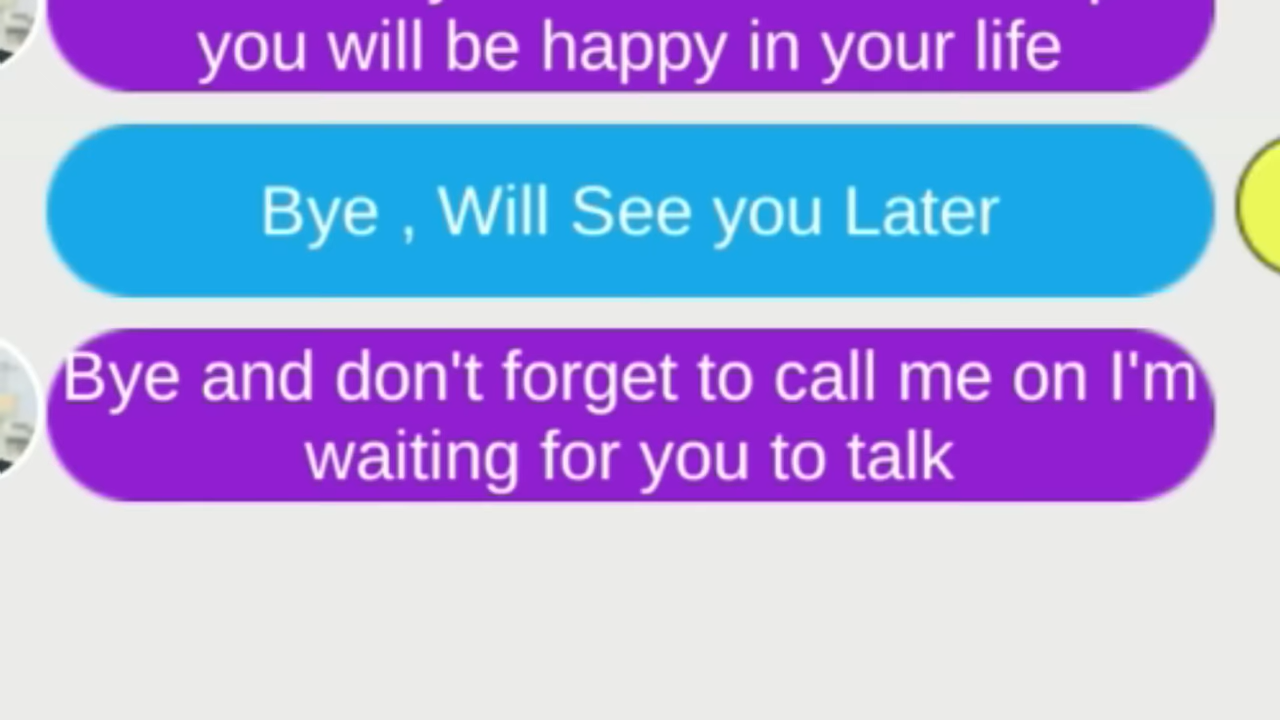 you will be happy in your life
Bye , Will See you Later
Bye and don't forget to call me on I'm
waiting for you to talk